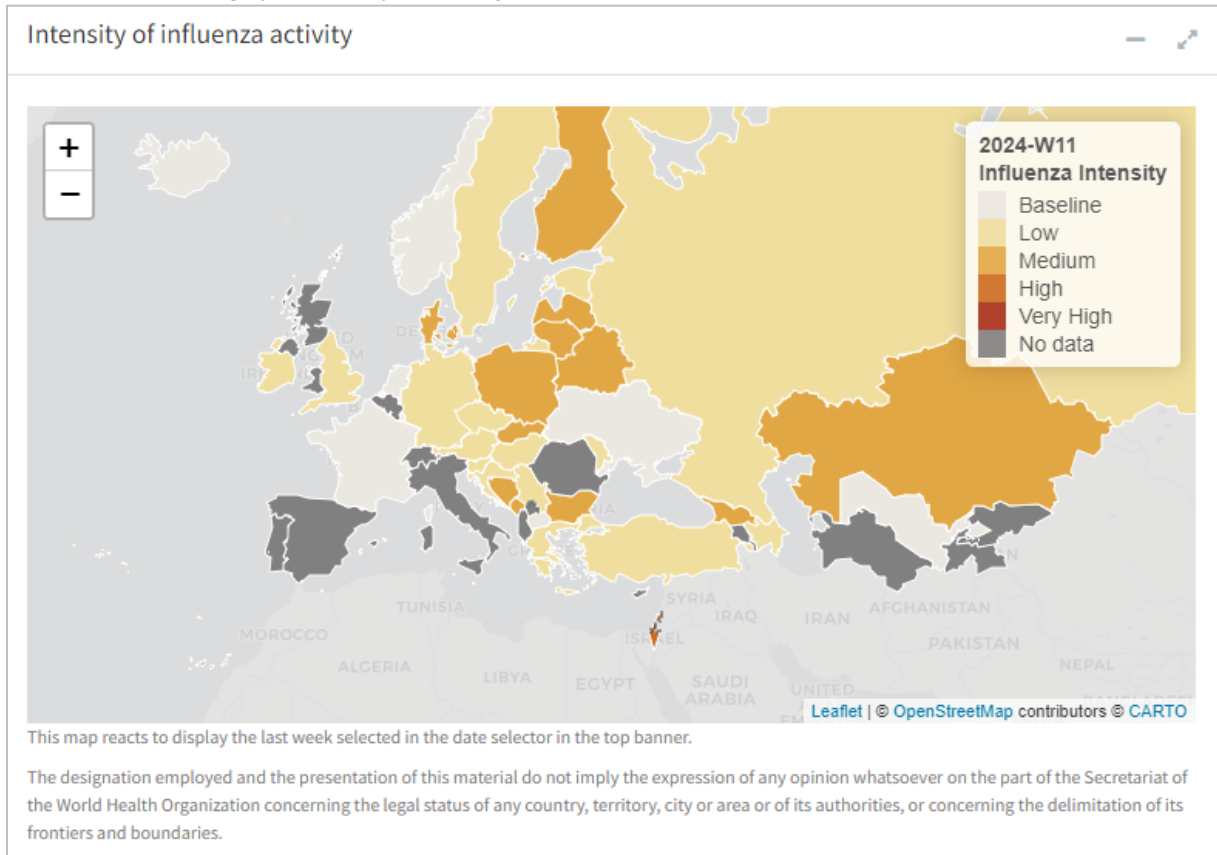 Intensity of influenza activity
+
−
2024-W11
Influenza Intensity
Baseline
Low
Medium
High
Very High
No data
TUNISIA
SYRIA
IRAQ
IRAN
AFGHANISTAN
MOROCCO
ISRAEL
PAKISTAN
ALGERIA
LIBYA
EGYPT
SAUDI
ARABIA
UNITED
NEPAL
Leaflet | © OpenStreetMap contributors © CARTO
This map reacts to display the last week selected in the date selector in the top banner.
The designation employed and the presentation of this material do not imply the expression of any opinion whatsoever on the part of the Secretariat of
the World Health Organization concerning the legal status of any country, territory, city or area or of its authorities, or concerning the delimitation of its
frontiers and boundaries.